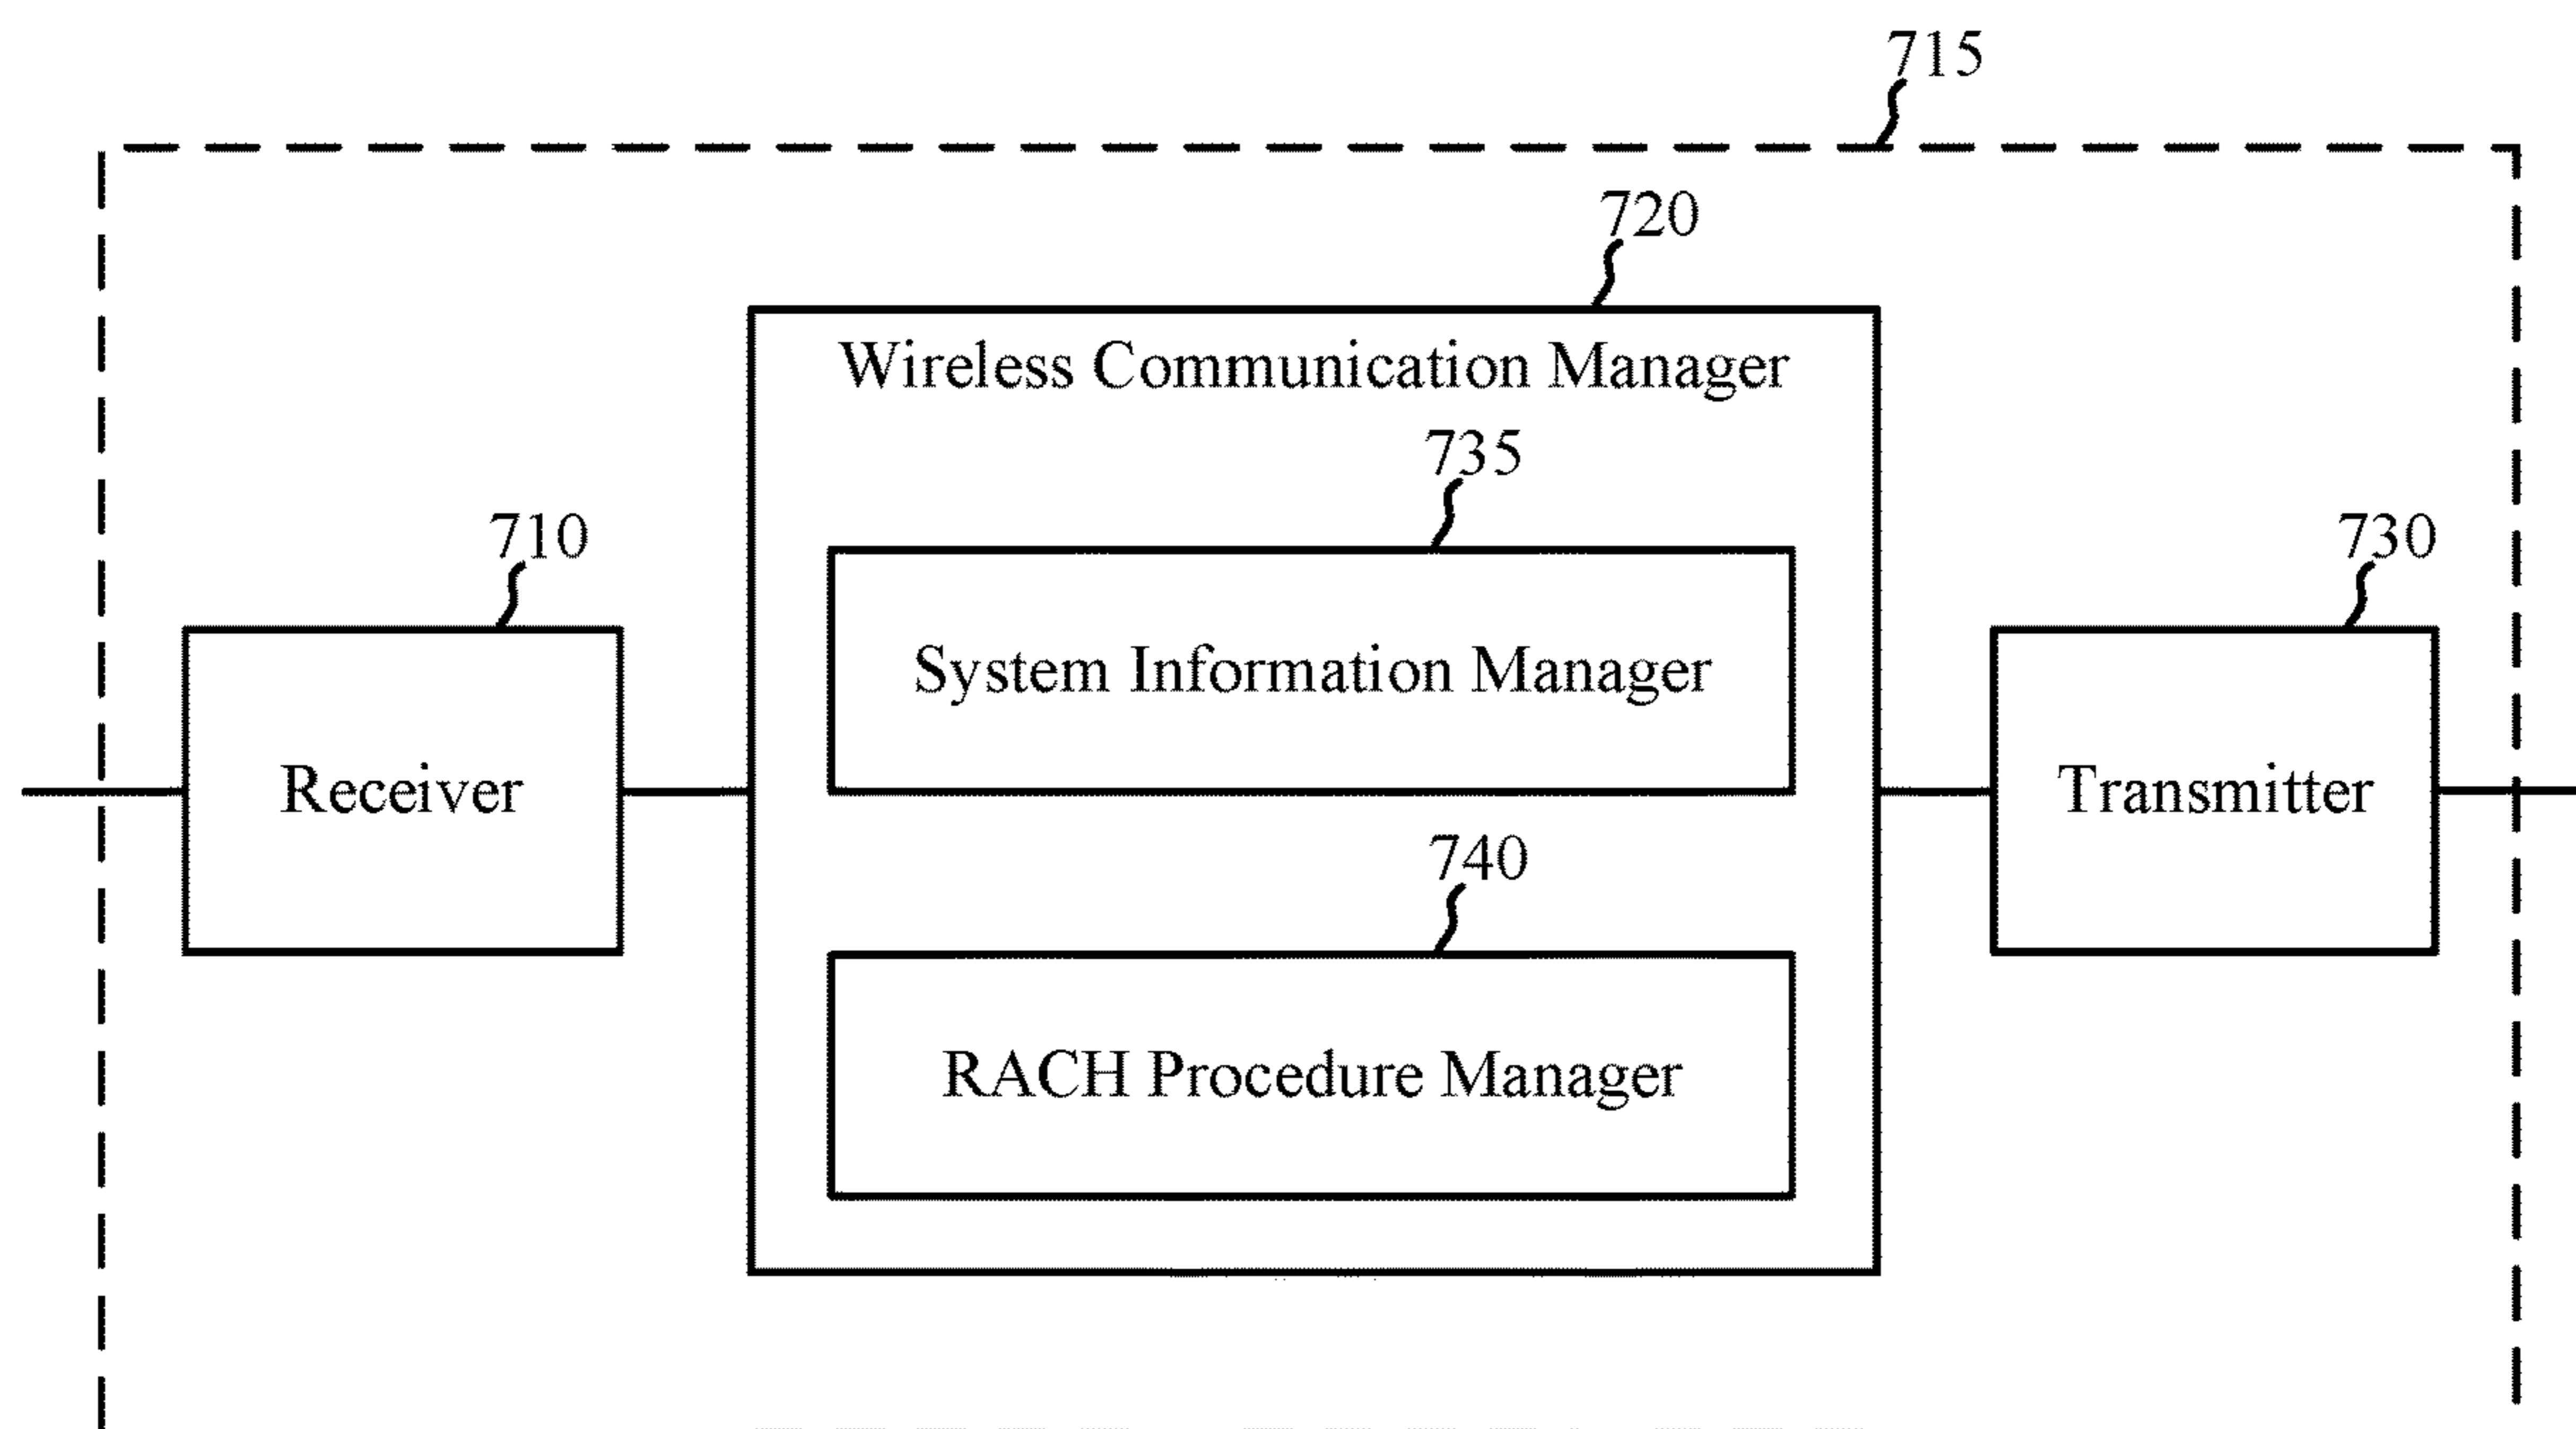 715
720
Wireless Communication Manager
735
710
730
System Information Manager
Receiver
Transmitter
740
RACH Procedure Manager